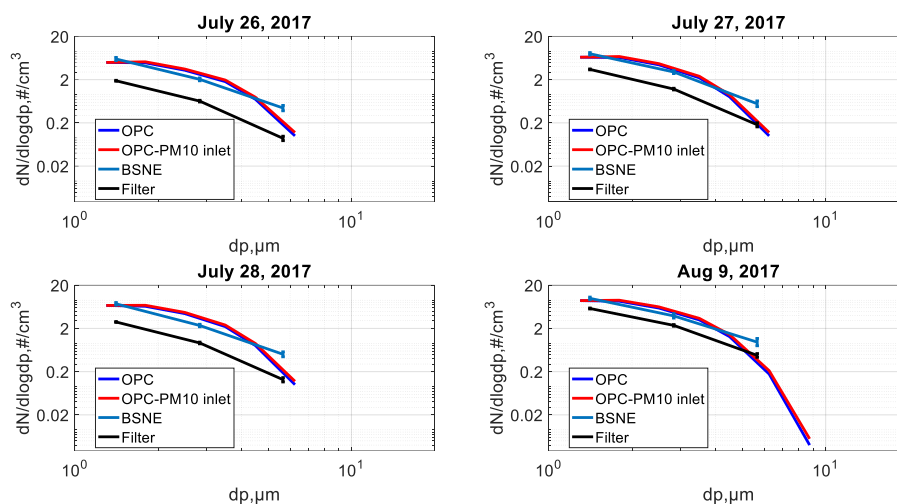 July 26, 2017
dN/dlogdp,#/cm3
20
2
0.2
0.02
OPC
OPC-PM10 inlet
BSNE
Filter
10^0
10^1
dp,µm
July 27, 2017
dN/dlogdp,#/cm3
20
2
0.2
0.02
OPC
OPC-PM10 inlet
BSNE
Filter
10^0
10^1
dp,µm
July 28, 2017
dN/dlogdp,#/cm3
20
2
0.2
0.02
OPC
OPC-PM10 inlet
BSNE
Filter
10^0
10^1
dp,µm
Aug 9, 2017
dN/dlogdp,#/cm3
20
2
0.2
0.02
OPC
OPC-PM10 inlet
BSNE
Filter
10^0
10^1
dp,µm